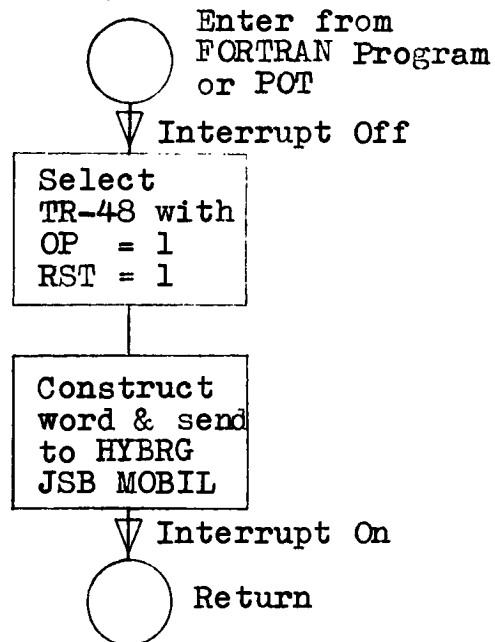 Enter from
FORTRAN Program
or POT
Interrupt Off
Select
TR-48 with
OP = 1
RST = 1
Construct
word & send
to HYBRG
JSB MOBIL
Interrupt On
Return